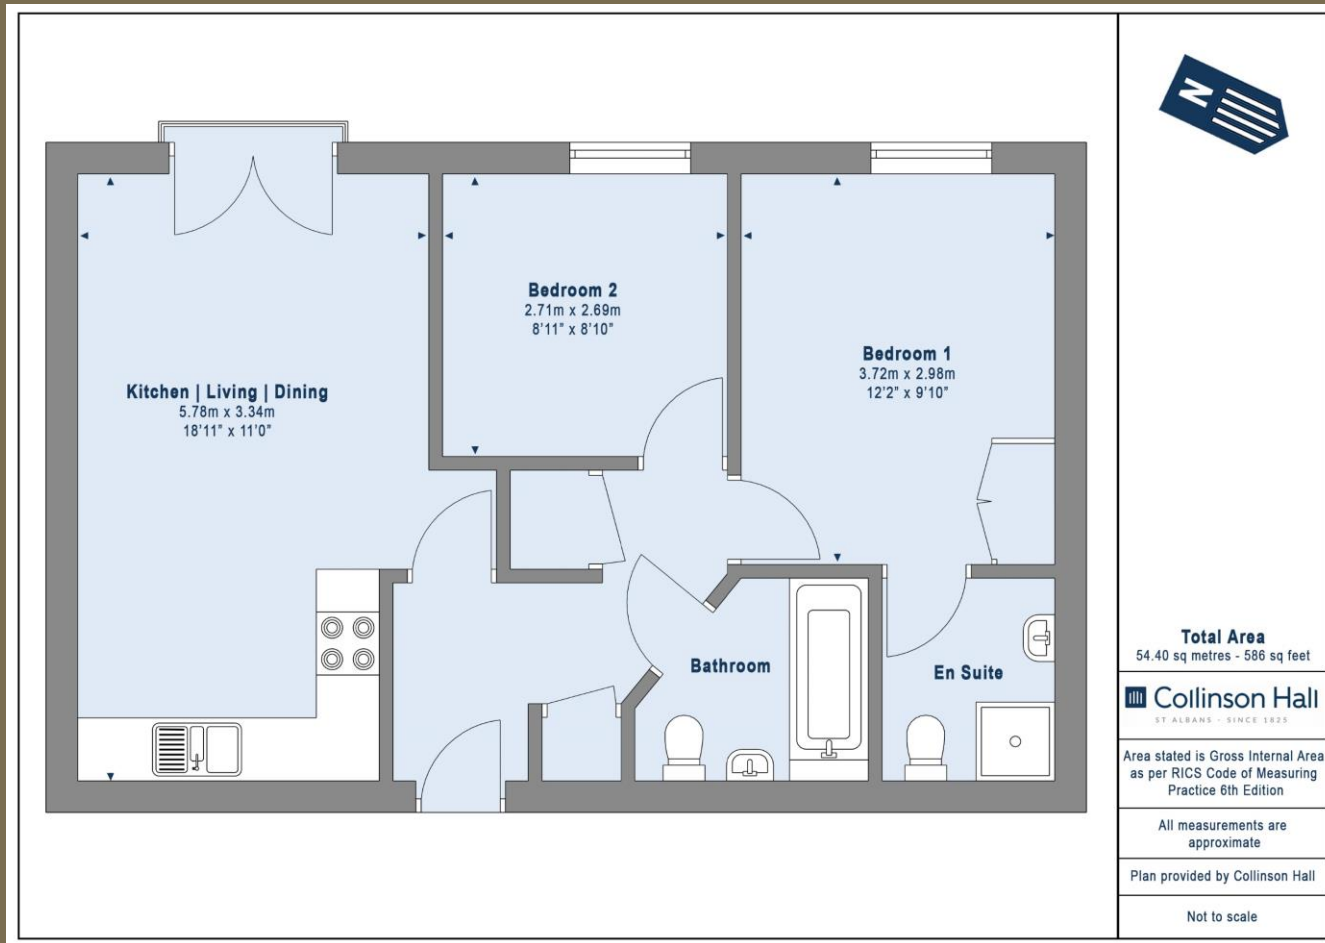 N
Bedroom 2
2.71m x 2.69m
8'11" x 8'10"
Bedroom 1
3.72m x 2.98m
12'2" x 9'10"
Kitchen | Living | Dining
5.78m x 3.34m
18'11" x 11'0"
Bathroom
En Suite
Total Area
54.40 sq metres - 586 sq feet
Collinson Hall
ST ALBANS - SINCE 1825
Area stated is Gross Internal Area
as per RICS Code of Measuring
Practice 6th Edition
All measurements are
approximate
Plan provided by Collinson Hall
Not to scale